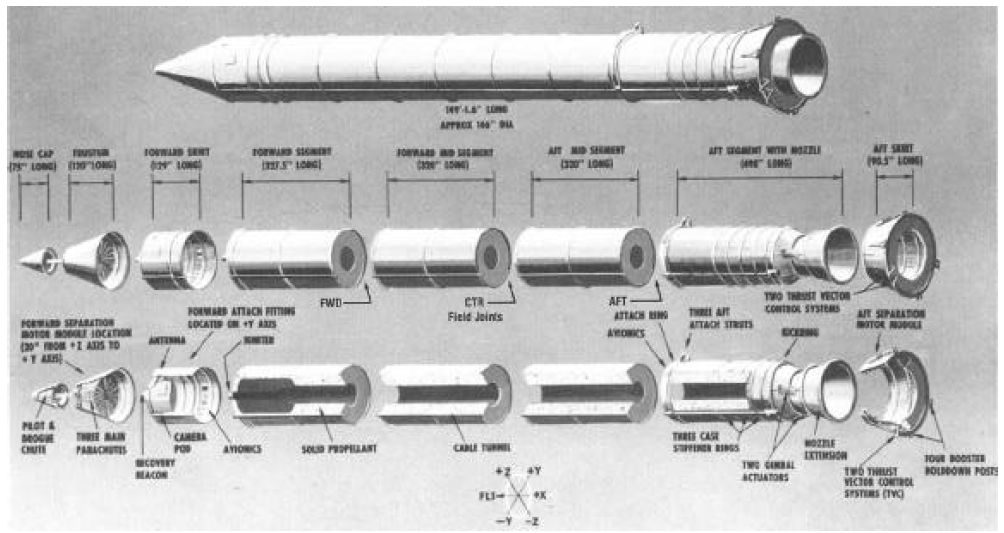 149'-1.6" LONG
APPROX 146" DIA
NOSE CAP
(75" LONG)
FRUSTUM
(120" LONG)
FORWARD SKIRT
(129" LONG)
FORWARD SEGMENT
(327.5" LONG)
FORWARD MID SEGMENT
(320" LONG)
AFT MID SEGMENT
(320" LONG)
AFT SEGMENT WITH NOZZLE
(498" LONG)
AFT SKIRT
(90.5" LONG)
FWD
CTR
Field Joints
AFT
TWO THRUST VECTOR
CONTROL SYSTEMS
FORWARD SEPARATION
MOTOR MODULE LOCATION
(20° FROM +Z AXIS TO
+Y AXIS)
FORWARD ATTACH FITTING
LOCATED ON +Y AXIS
ANTENNA
IGNITER
AVIONICS
ATTACH RING
THREE AFT
ATTACH STRUTS
KICKRING
AFT SEPARATION
MOTOR MODULE
PILOT &
DROGUE
CHUTE
THREE MAIN
PARACHUTES
RECOVERY
BEACON
CAMERA
POD
AVIONICS
SOLID PROPELLANT
CABLE TUNNEL
THREE CASE
STIFFENER RINGS
TWO GIMBAL
ACTUATORS
NOZZLE
EXTENSION
TWO THRUST
VECTOR CONTROL
SYSTEMS (TVC)
FOUR BOOSTER
HOLDDOWN POSTS
+Z +Y
FLT +X
-Y -Z